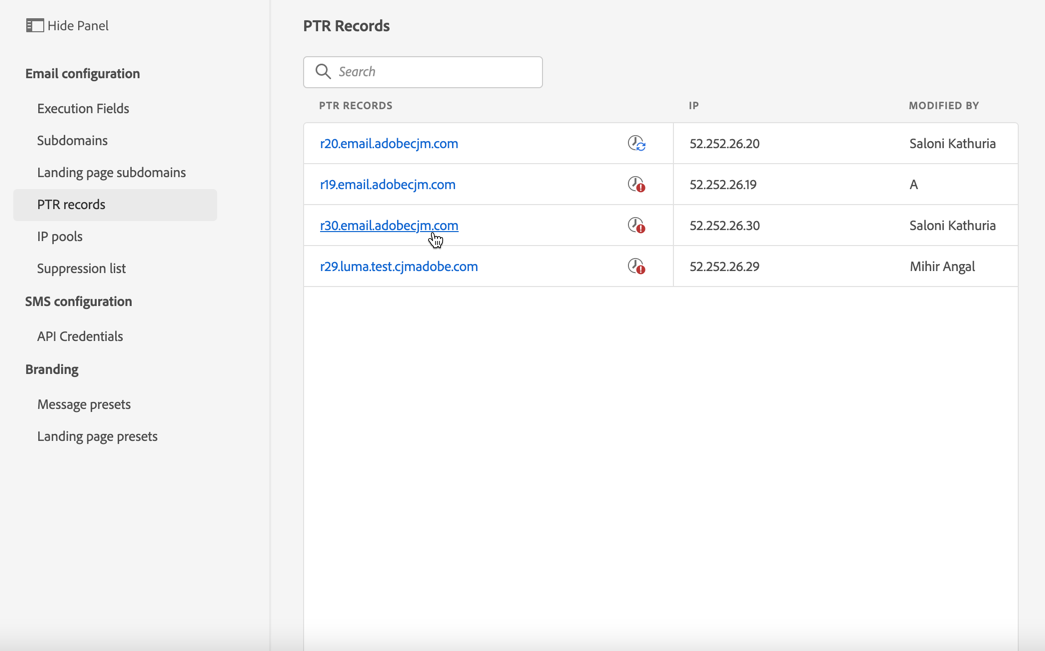 Hide Panel
Email configuration
Execution Fields
Subdomains
Landing page subdomains
PTR records
IP pools
Suppression list
SMS configuration
API Credentials
Branding
Message presets
Landing page presets
PTR Records
Search
PTR RECORDS IP MODIFIED BY
r20.email.adobecjm.com 52.252.26.20 Saloni Kathuria
r19.email.adobecjm.com 52.252.26.19 A
r30.email.adobecjm.com 52.252.26.30 Saloni Kathuria
r29.luma.test.cjmadobe.com 52.252.26.29 Mihir Angal